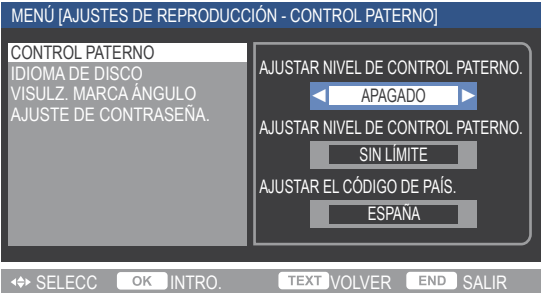 MENÚ [AJUSTES DE REPRODUCCIÓN - CONTROL PATERNO]
CONTROL PATERNO
IDIOMA DE DISCO
VISULZ. MARCA ÁNGULO
AJUSTE DE CONTRASEÑA.
AJUSTAR NIVEL DE CONTROL PATERNO.
APAGADO
AJUSTAR NIVEL DE CONTROL PATERNO.
SIN LÍMITE
AJUSTAR EL CÓDIGO DE PAÍS.
ESPAÑA
SELECC OK INTRO. TEXT VOLVER END SALIR